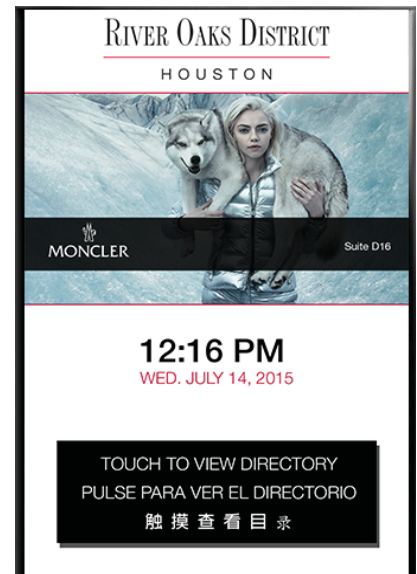 RIVER OAKS DISTRICT
HOUSTON
MONCLER
Suite D16
12:16 PM
WED. JULY 14, 2015
TOUCH TO VIEW DIRECTORY
PULSE PARA VER EL DIRECTORIO
触摸查看目录